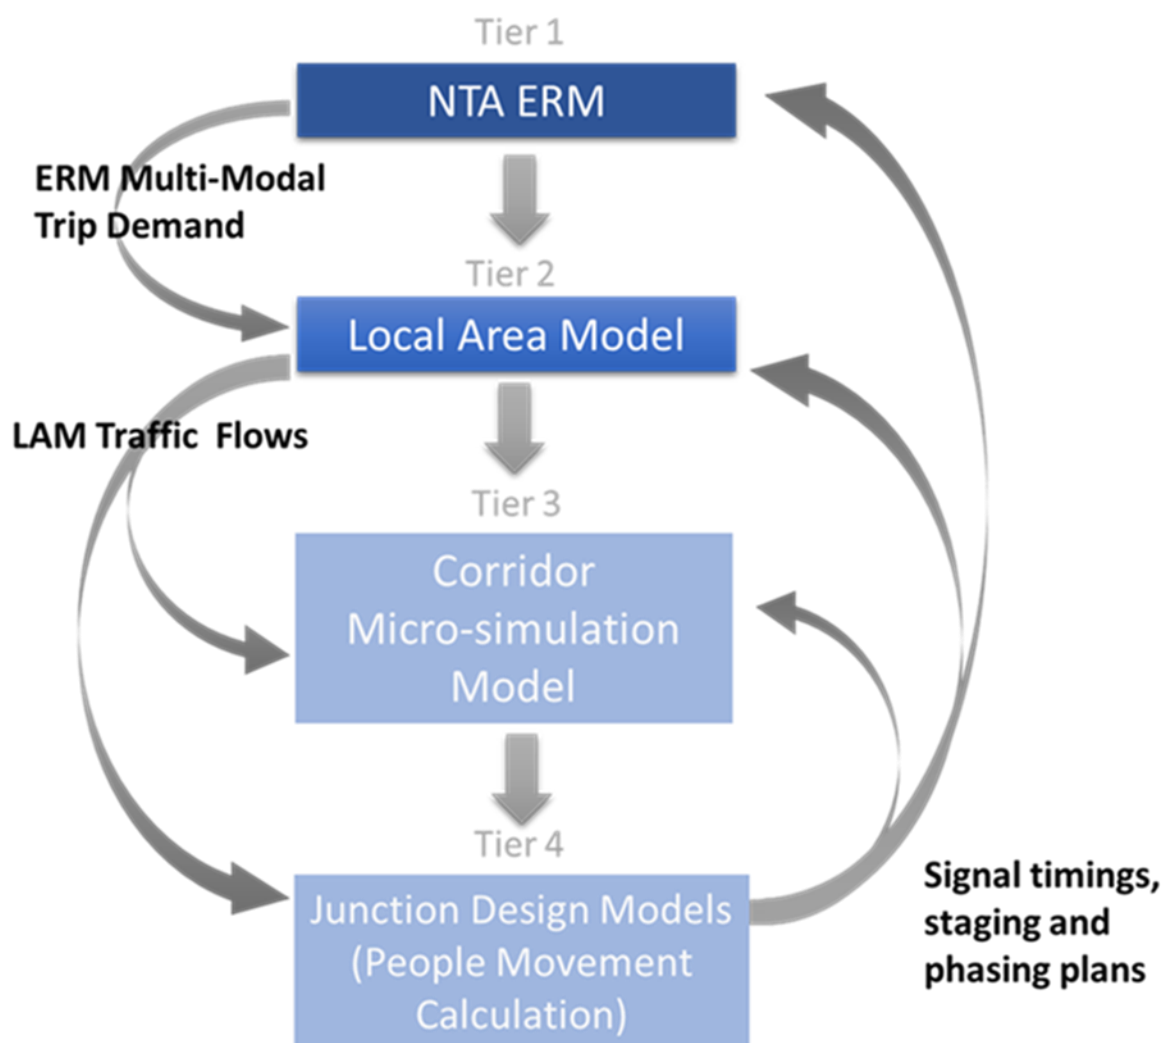 Tier 1
NTA ERM
ERM Multi-Modal
Trip Demand
Tier 2
Local Area Model
LAM Traffic Flows
Tier 3
Corridor
Micro-simulation
Model
Tier 4
Junction Design Models
(People Movement
Calculation)
Signal timings,
staging and
phasing plans